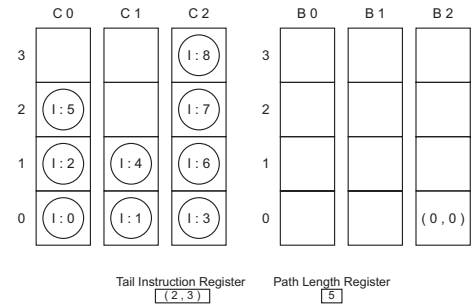 C 0 C 1 C 2 B 0 B 1 B 2
3 I : 8 3
2 I : 5 I : 7 2
1 I : 2 I : 4 I : 6 1
0 I : 0 I : 1 I : 3 0 ( 0 , 0 )
Tail Instruction Register Path Length Register
( 2 , 3 ) 5